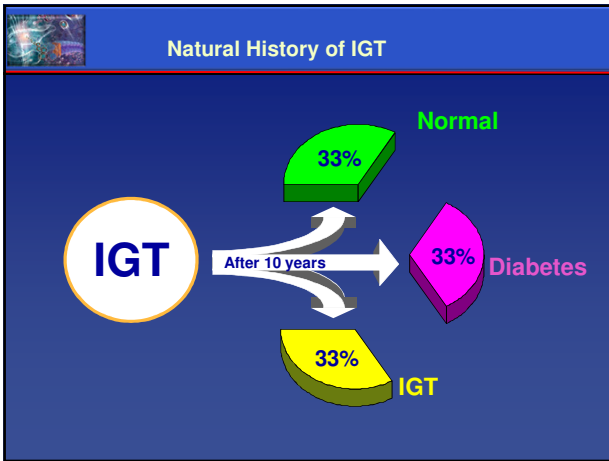 Natural History of IGT
Normal
33%
IGT
After 10 years
33%
Diabetes
33%
IGT